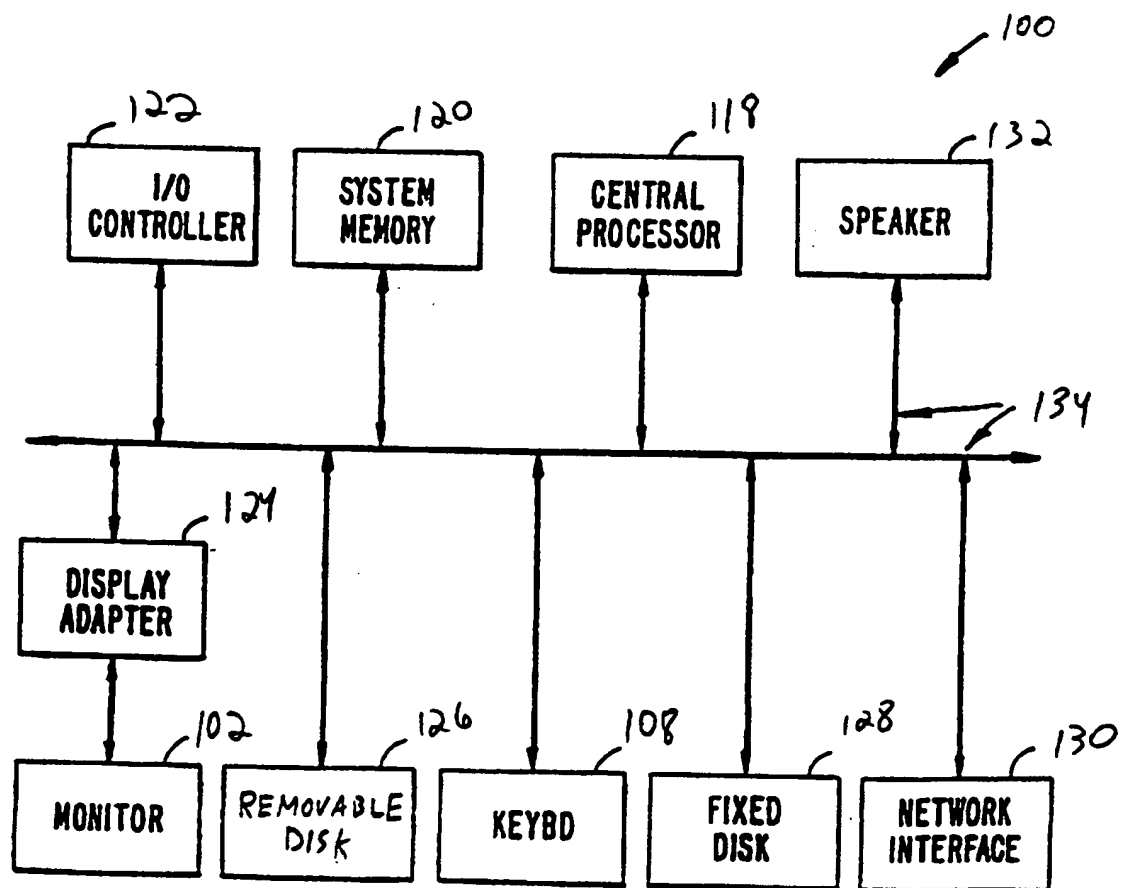 100
122
120
118
132
I/O
CONTROLLER
SYSTEM
MEMORY
CENTRAL
PROCESSOR
SPEAKER
134
124
DISPLAY
ADAPTER
102
126
108
128
130
MONITOR
REMOVABLE
DISK
KEYBD
FIXED
DISK
NETWORK
INTERFACE